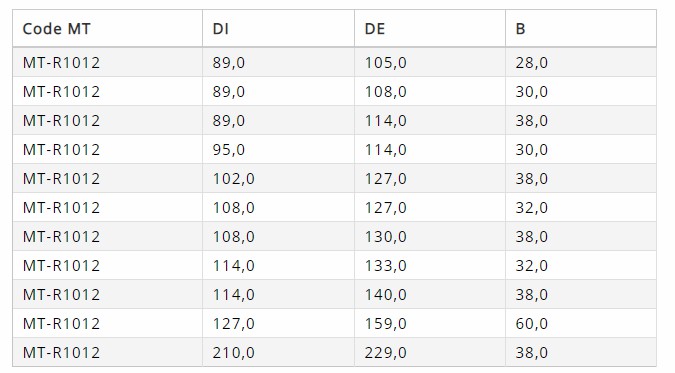 Code MT DI DE B
MT-R1012 89,0 105,0 28,0
MT-R1012 89,0 108,0 30,0
MT-R1012 89,0 114,0 38,0
MT-R1012 95,0 114,0 30,0
MT-R1012 102,0 127,0 38,0
MT-R1012 108,0 127,0 32,0
MT-R1012 108,0 130,0 38,0
MT-R1012 114,0 133,0 32,0
MT-R1012 114,0 140,0 38,0
MT-R1012 127,0 159,0 60,0
MT-R1012 210,0 229,0 38,0